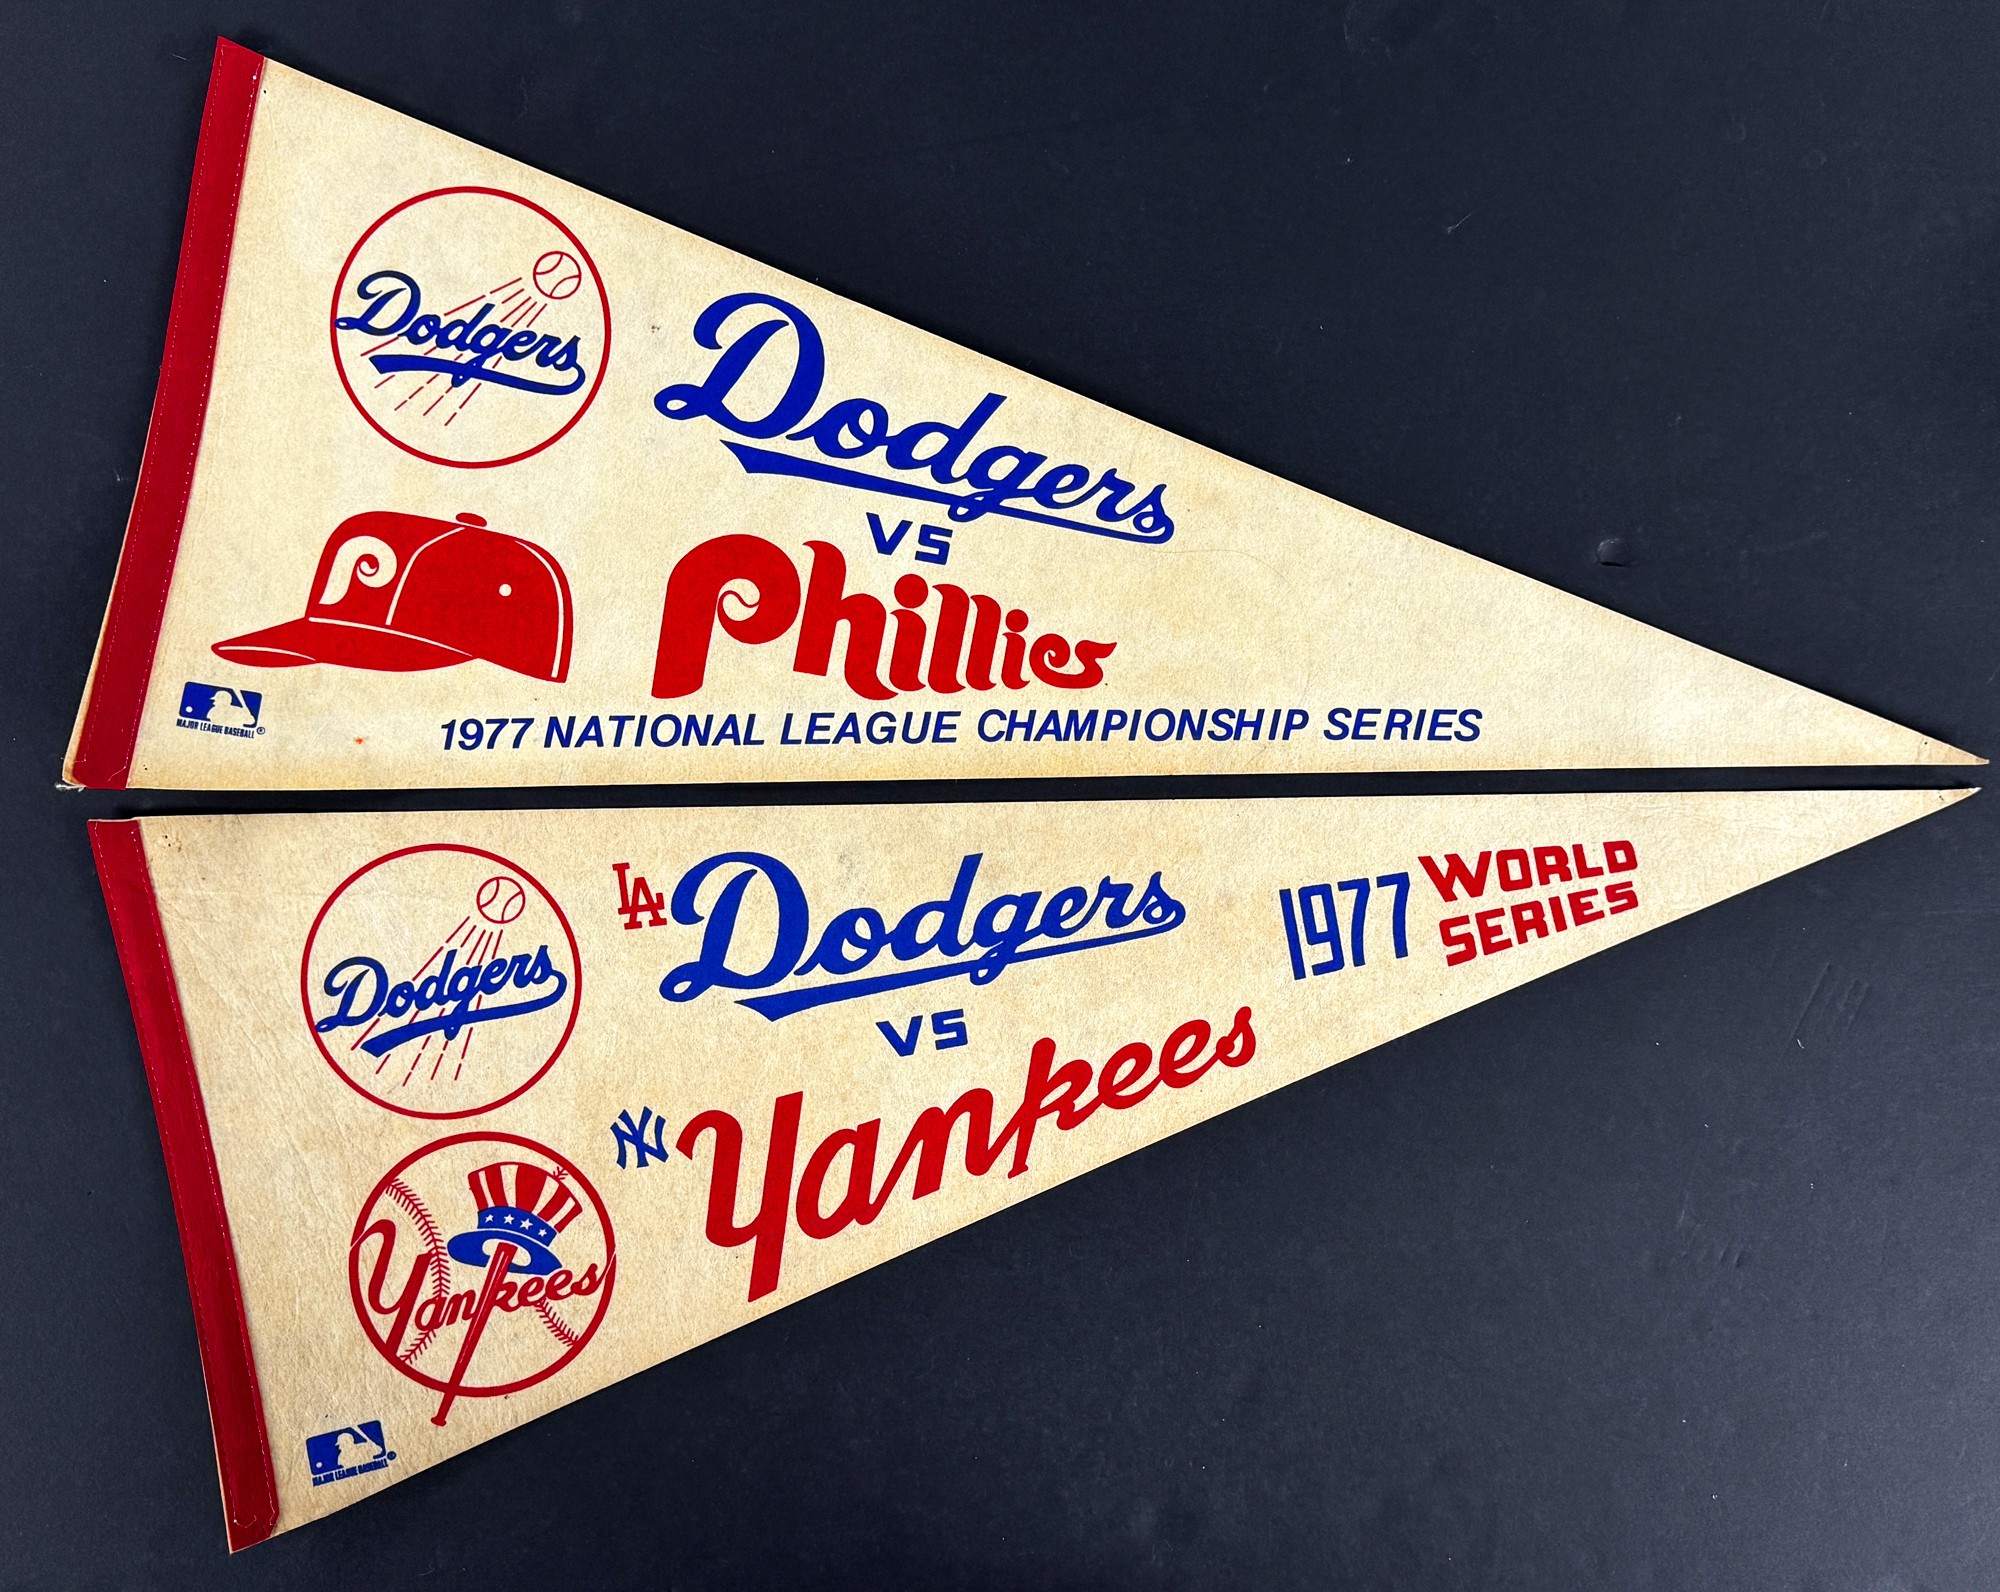 Dodgers
Dodgers
VS
P
Phillies
MAJOR LEAGUE BASEBALL®
1977 NATIONAL LEAGUE CHAMPIONSHIP SERIES
Dodgers
LA Dodgers
1977 WORLD
SERIES
VS
NY Yankees
Yankees
MAJOR LEAGUE BASEBALL®